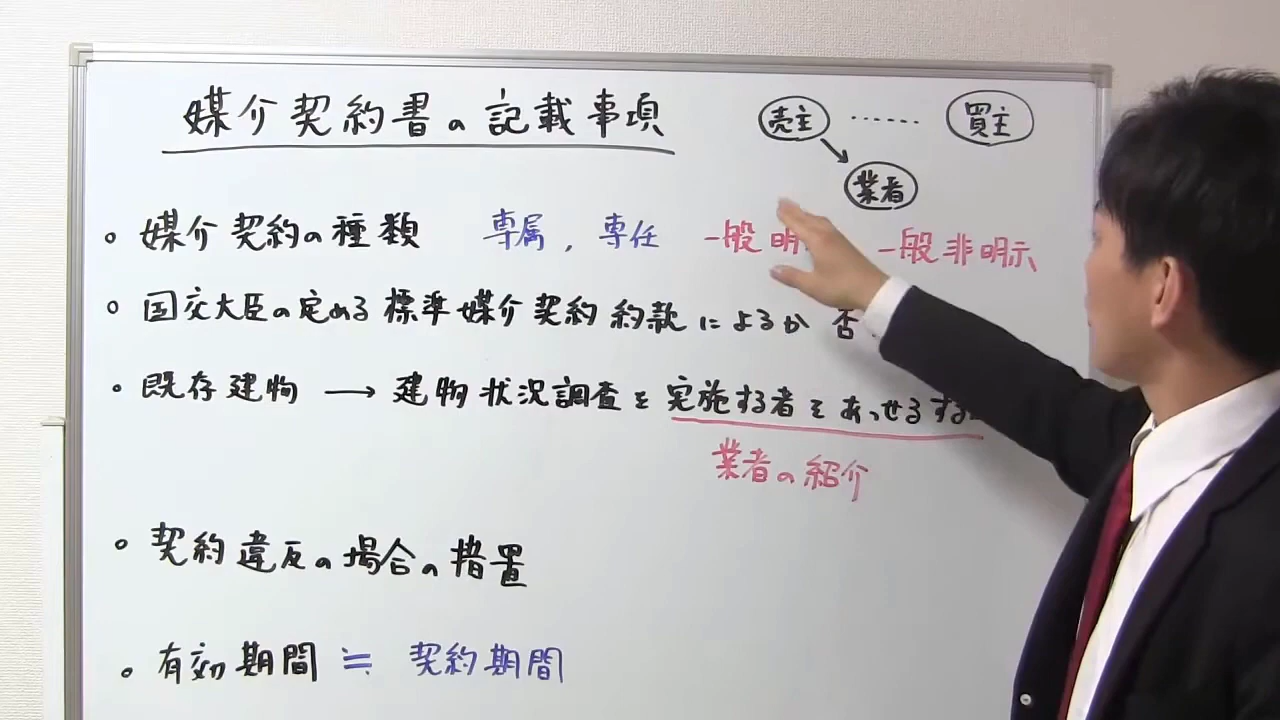 媒介契約書の記載事項
売主 …… 買主
業者
。媒介契約の種類 専属, 専任 一般明 一般非明示
。国交大臣の定める標準媒介契約約款によるか否
・既存建物 → 建物状況調査を実施する者をあっせるする
業者の紹介
。契約違反の場合の措置
。有効期間 ≒ 契約期間